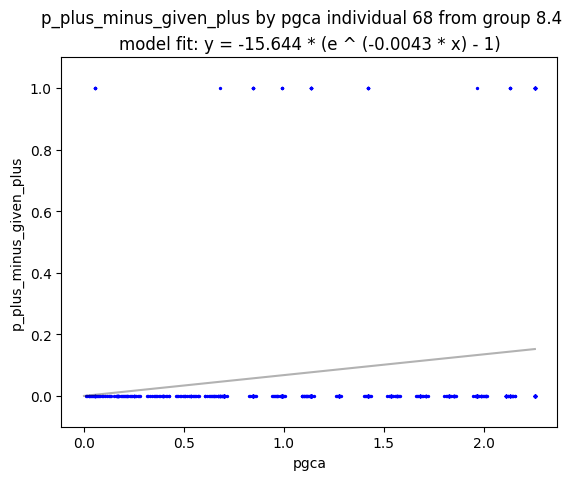 p_plus_minus_given_plus by pgca individual 68 from group 8.4
model fit: y = -15.644 * (e ^ (-0.0043 * x) - 1)
1.0
0.8
0.6
0.4
0.2
0.0
p_plus_minus_given_plus
0.0 0.5 1.0 1.5 2.0
pgca